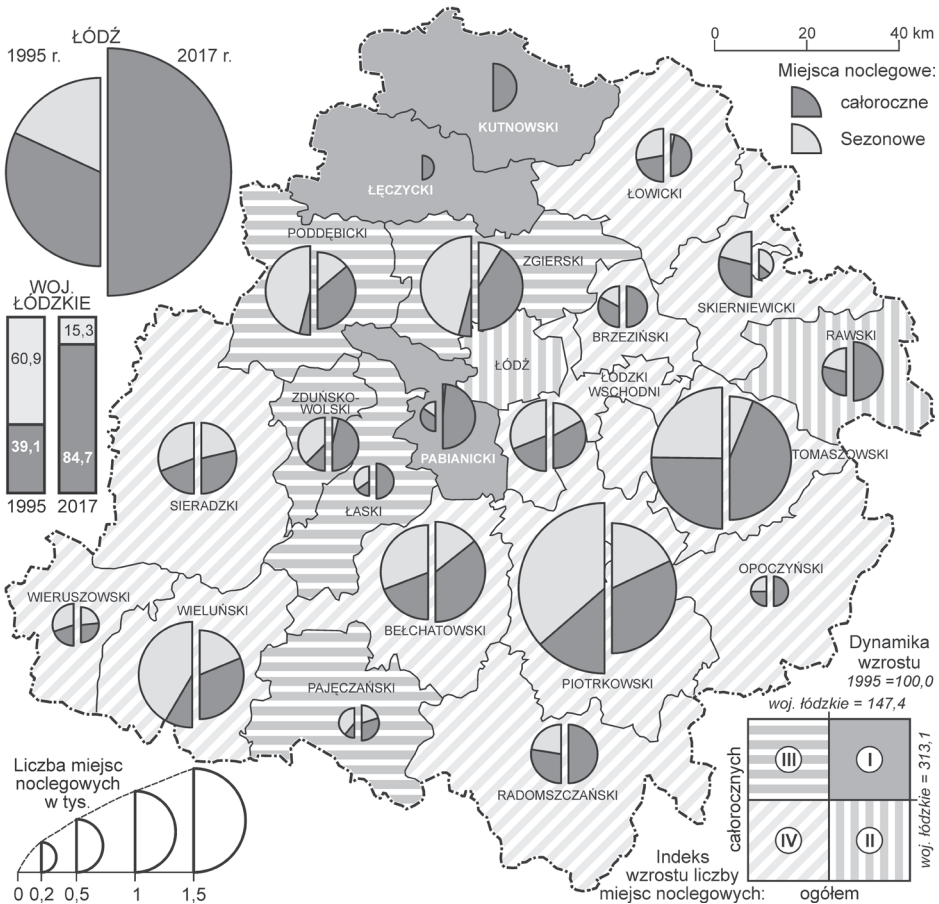 ŁÓDŹ
1995 r.
2017 r.
0
20
40 km
Miejsca noclegowe:
całoroczne
Sezonowe
KUTNOWSKI
ŁĘCZYCKI
ŁOWICKI
PODDĘBICKI
ZGIERSKI
SKIERNIEWICKI
BRZEZIŃSKI
RAWSKI
WOJ.
ŁÓDZKIE
60,9
15,3
39,1
84,7
1995
2017
ŁÓDŹ
ŁÓDZKI
WSCHODNI
ZDUŃSKO-
WOLSKI
PABIANICKI
TOMASZOWSKI
SIERADZKI
ŁASKI
WIERUSZOWSKI
WIELUŃSKI
BEŁCHATOWSKI
OPOCZYŃSKI
PIOTRKOWSKI
PAJĘCZAŃSKI
RADOMSZCZAŃSKI
Dynamika
wzrostu
1995 =100,0
woj. łódzkie = 147,4
woj. łódzkie = 313,1
całorocznych
III
I
IV
II
Indeks
wzrostu liczby
miejsc noclegowych:
ogółem
Liczba miejsc
noclegowych
w tys.
0
0,2
0,5
1
1,5